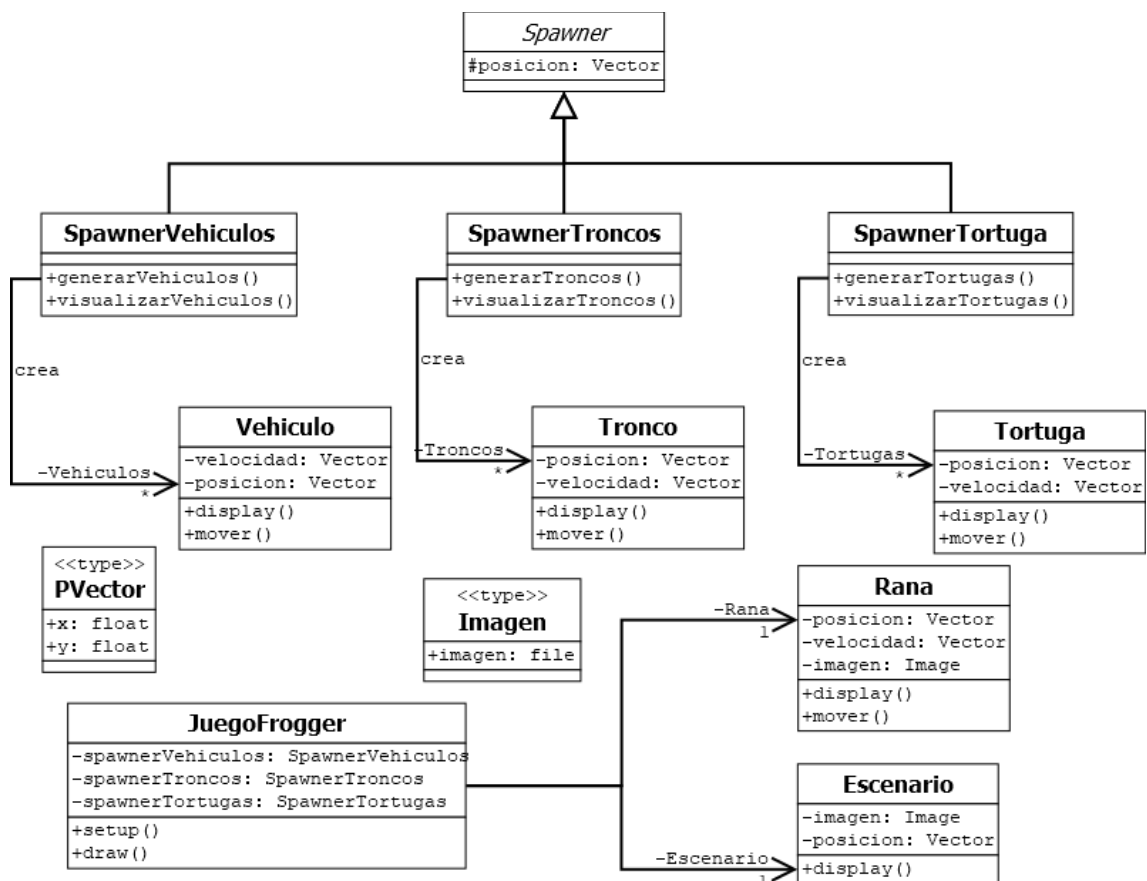 Spawner
#posicion: Vector
SpawnerVehiculos
+generarVehiculos()
+visualizarVehiculos()
SpawnerTroncos
+generarTroncos()
+visualizarTroncos()
SpawnerTortuga
+generarTortugas()
+visualizarTortugas()
crea
crea
crea
-Vehiculos
*
Vehiculo
-velocidad: Vector
-posicion: Vector
+display()
+mover()
-Troncos
*
Tronco
-posicion: Vector
-velocidad: Vector
+display()
+mover()
-Tortugas
*
Tortuga
-posicion: Vector
-velocidad: Vector
+display()
+mover()
<<type>>
PVector
+x: float
+y: float
<<type>>
Imagen
+imagen: file
-Rana
1
Rana
-posicion: Vector
-velocidad: Vector
-imagen: Image
+display()
+mover()
JuegoFrogger
-spawnerVehiculos: SpawnerVehiculos
-spawnerTroncos: SpawnerTroncos
-spawnerTortugas: SpawnerTortugas
+setup()
+draw()
-Escenario
1
Escenario
-imagen: Image
-posicion: Vector
+display()